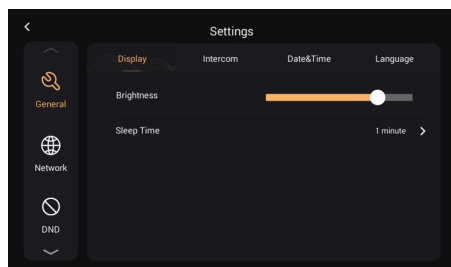 Settings
Display Intercom Date&Time Language
General
Brightness
Sleep Time 1 minute
Network
DND